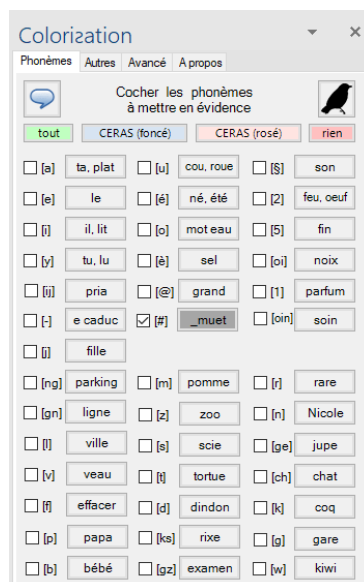 Colorization
Phonèmes Autres Avancé A propos
Cocher les phonèmes
à mettre en évidence
tout CERAS (foncé) CERAS (rosé) rien
[a] ta, plat [u] cou, roue [§] son
[e] le [é] né, été [2] feu, oeuf
[i] il, lit [o] mot eau [5] fin
[y] tu, lu [è] sel [oi] noix
[ij] pria [@] grand [1] parfum
[-] e caduc [#] _muet [oin] soin
[j] fille
[ng] parking [m] pomme [r] rare
[gn] ligne [z] zoo [n] Nicole
[l] ville [s] scie [ge] jupe
[v] veau [t] tortue [ch] chat
[f] effacer [d] dindon [k] coq
[p] papa [ks] rixe [g] gare
[b] bébé [gz] examen [w] kiwi